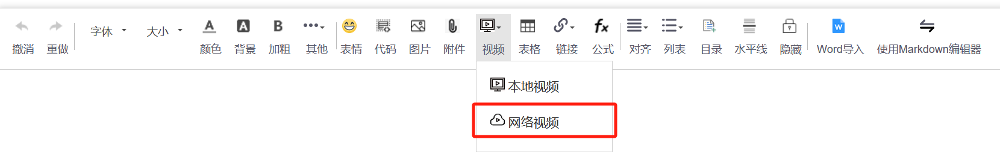 撤消 重做 字体 大小 颜色 背景 加粗 其他 表情 代码 图片 附件 视频 表格 链接 公式 对齐 列表 目录 水平线 隐藏 Word导入 使用Markdown编辑器
本地视频
网络视频